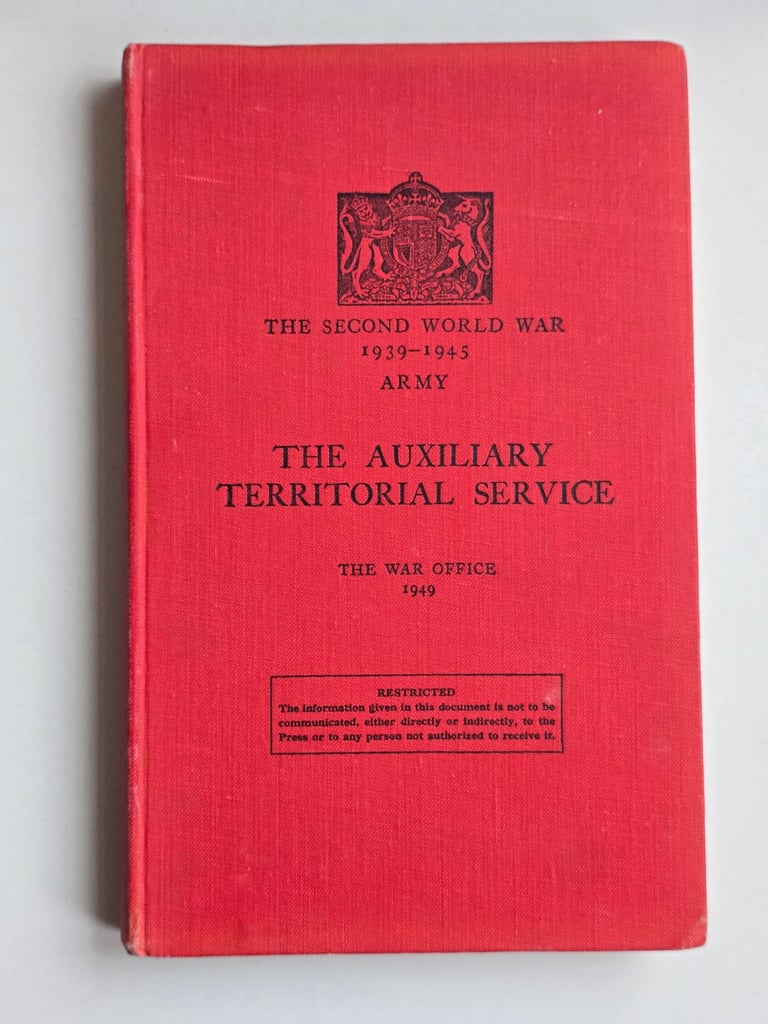 THE SECOND WORLD WAR
1939–1945
ARMY
THE AUXILIARY
TERRITORIAL SERVICE
THE WAR OFFICE
1949
RESTRICTED
The information given in this document is not to be
communicated, either directly or indirectly, to the
Press or to any person not authorized to receive it.